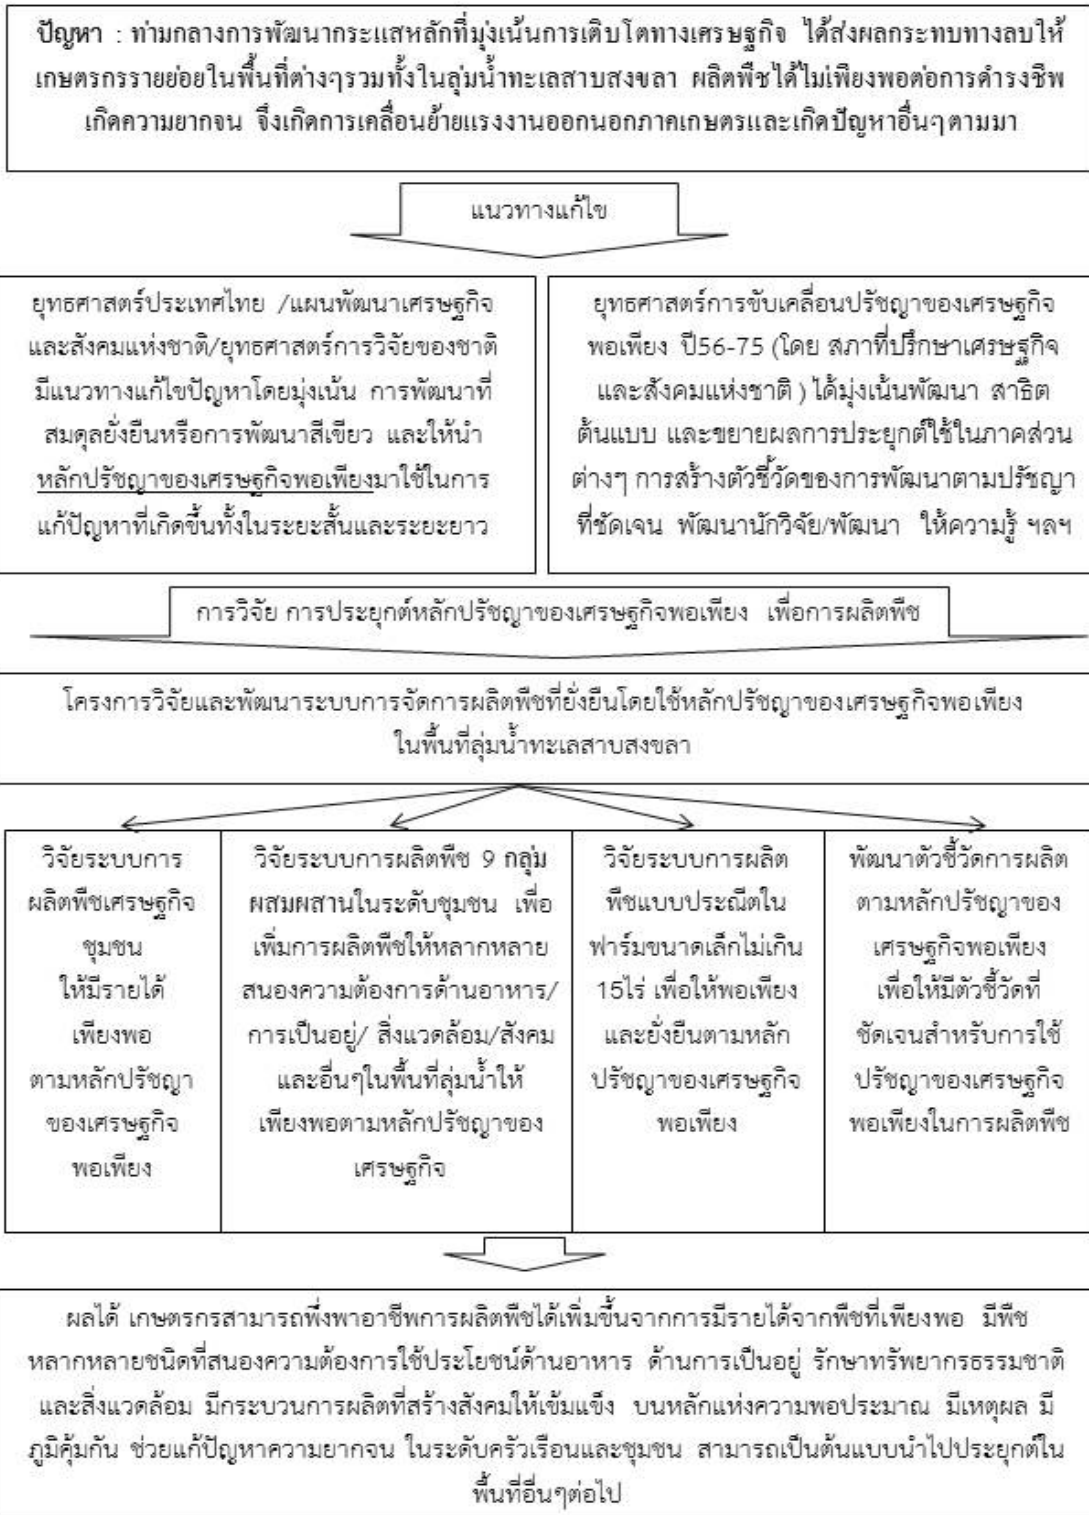 ปัญหา : ท่ามกลางการพัฒนากระแสหลักที่มุ่งเน้นการเติบโตทางเศรษฐกิจ ได้ส่งผลกระทบทางลบให้
เกษตรกรรายย่อยในพื้นที่ต่างๆรวมทั้งในลุ่มน้ำทะเลสาบสงขลา ผลิตพืชได้ไม่เพียงพอต่อการดำรงชีพ
เกิดความยากจน จึงเกิดการเคลื่อนย้ายแรงงานออกนอกภาคเกษตรและเกิดปัญหาอื่นๆตามมา
แนวทางแก้ไข
ยุทธศาสตร์ประเทศไทย /แผนพัฒนาเศรษฐกิจ
และสังคมแห่งชาติ/ยุทธศาสตร์การวิจัยของชาติ
มีแนวทางแก้ไขปัญหาโดยมุ่งเน้น การพัฒนาที่
สมดุลยั่งยืนหรือการพัฒนาสีเขียว และให้นำ
หลักปรัชญาของเศรษฐกิจพอเพียงมาใช้ในการ
แก้ปัญหาที่เกิดขึ้นทั้งในระยะสั้นและระยะยาว
ยุทธศาสตร์การขับเคลื่อนปรัชญาของเศรษฐกิจ
พอเพียง ปี56-75 (โดย สภาที่ปรึกษาเศรษฐกิจ
และสังคมแห่งชาติ ) ได้มุ่งเน้นพัฒนา สาธิต
ต้นแบบ และขยายผลการประยุกต์ใช้ในภาคส่วน
ต่างๆ การสร้างตัวชี้วัดของการพัฒนาตามปรัชญา
ที่ชัดเจน พัฒนานักวิจัย/พัฒนา ให้ความรู้ ฯลฯ
การวิจัย การประยุกต์หลักปรัชญาของเศรษฐกิจพอเพียง เพื่อการผลิตพืช
โครงการวิจัยและพัฒนาระบบการจัดการผลิตพืชที่ยั่งยืนโดยใช้หลักปรัชญาของเศรษฐกิจพอเพียง
ในพื้นที่ลุ่มน้ำทะเลสาบสงขลา
วิจัยระบบการ
ผลิตพืชเศรษฐกิจ
ชุมชน
ให้มีรายได้
เพียงพอ
ตามหลักปรัชญา
ของเศรษฐกิจ
พอเพียง
วิจัยระบบการผลิตพืช 9 กลุ่ม
ผสมผสานในระดับชุมชน เพื่อ
เพิ่มการผลิตพืชให้หลากหลาย
สนองความต้องการด้านอาหาร/
การเป็นอยู่/ สิ่งแวดล้อม/สังคม
และอื่นๆในพื้นที่ลุ่มน้ำให้
เพียงพอตามหลักปรัชญาของ
เศรษฐกิจ
วิจัยระบบการผลิต
พืชแบบประณีตใน
ฟาร์มขนาดเล็กไม่เกิน
15ไร่ เพื่อให้พอเพียง
และยั่งยืนตามหลัก
ปรัชญาของเศรษฐกิจ
พอเพียง
พัฒนาตัวชี้วัดการผลิต
ตามหลักปรัชญาของ
เศรษฐกิจพอเพียง
เพื่อให้มีตัวชี้วัดที่
ชัดเจนสำหรับการใช้
ปรัชญาของเศรษฐกิจ
พอเพียงในการผลิตพืช
ผลได้ เกษตรกรสามารถพึ่งพาอาชีพการผลิตพืชได้เพิ่มขึ้นจากการมีรายได้จากพืชที่เพียงพอ มีพืช
หลากหลายชนิดที่สนองความต้องการใช้ประโยชน์ด้านอาหาร ด้านการเป็นอยู่ รักษาทรัพยากรธรรมชาติ
และสิ่งแวดล้อม มีกระบวนการผลิตที่สร้างสังคมให้เข้มแข็ง บนหลักแห่งความพอประมาณ มีเหตุผล มี
ภูมิคุ้มกัน ช่วยแก้ปัญหาความยากจน ในระดับครัวเรือนและชุมชน สามารถเป็นต้นแบบนำไปประยุกต์ใน
พื้นที่อื่นๆต่อไป